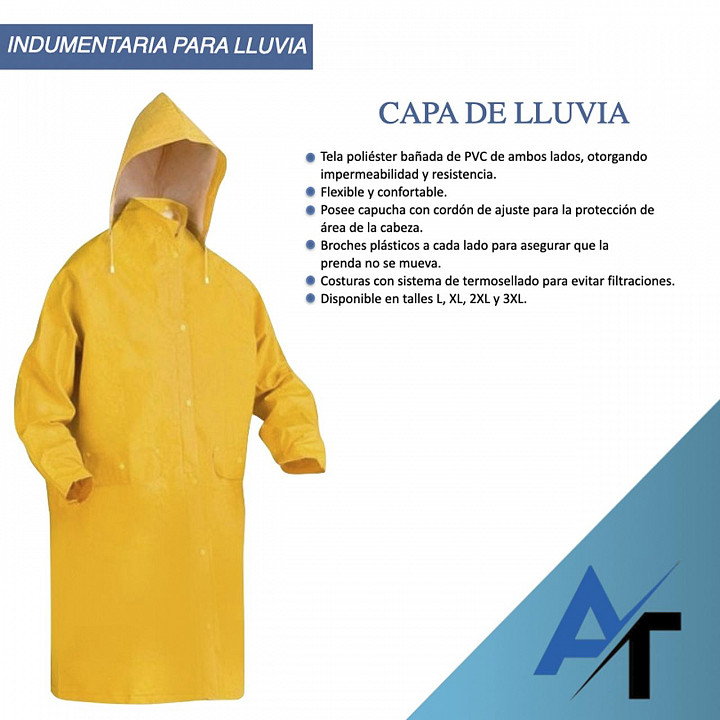 INDUMENTARIA PARA LLUVIA
CAPA DE LLUVIA
Tela poliéster bañada de PVC de ambos lados, otorgando
impermeabilidad y resistencia.
Flexible y confortable.
Posee capucha con cordón de ajuste para la protección de
área de la cabeza.
Broches plásticos a cada lado para asegurar que la
prenda no se mueva.
Costuras con sistema de termosellado para evitar filtraciones.
Disponible en talles L, XL, 2XL y 3XL.
AT